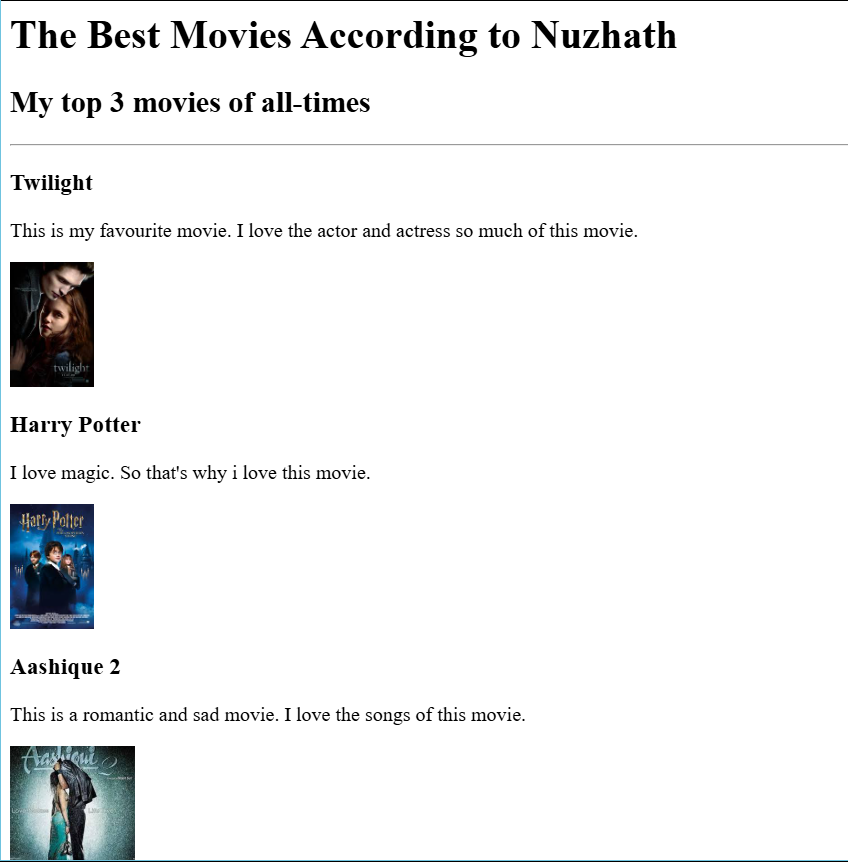 The Best Movies According to Nuzhath
My top 3 movies of all-times
Twilight
This is my favourite movie. I love the actor and actress so much of this movie.
twilight
Harry Potter
I love magic. So that's why i love this movie.
Harry Potter
Aashique 2
This is a romantic and sad movie. I love the songs of this movie.
Aashiqui 2